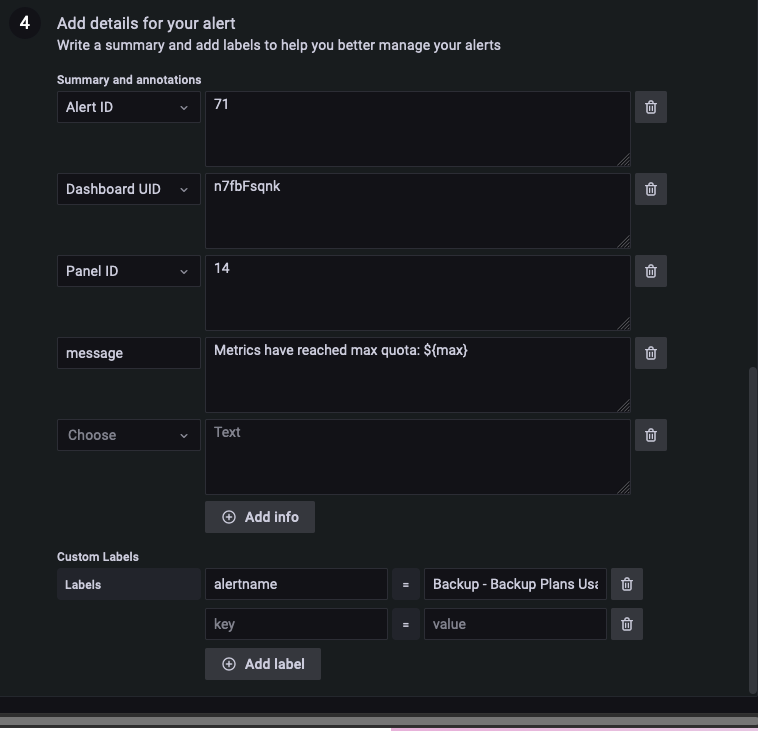 4
Add details for your alert
Write a summary and add labels to help you better manage your alerts
Summary and annotations
Alert ID
71
Dashboard UID
n7fbFsqnk
Panel ID
14
message
Metrics have reached max quota: ${max}
Choose
Text
Add info
Custom Labels
Labels
alertname
=
Backup - Backup Plans Usa
key
=
value
Add label